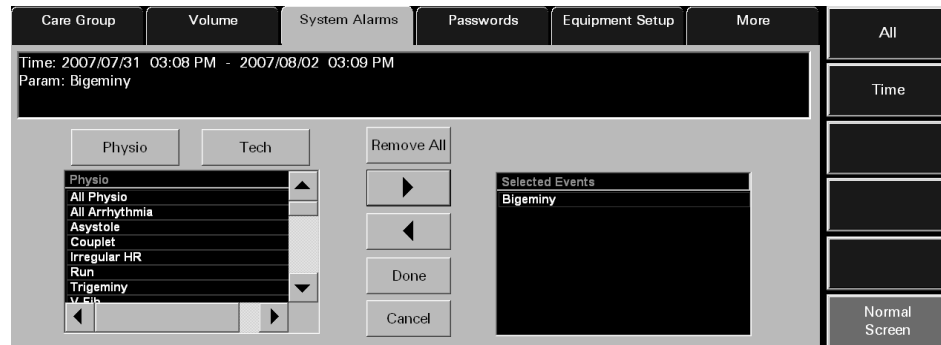 Care Group
Volume
System Alarms
Passwords
Equipment Setup
More
All
Time: 2007/07/31 03:08 PM - 2007/08/02 03:09 PM
Param: Bigeminy
Time
Physio
Tech
Remove All
Physio
All Physio
All Arrhythmia
Asystole
Couplet
Irregular HR
Run
Trigeminy
V Fib
Selected Events
Bigeminy
Done
Cancel
Normal
Screen